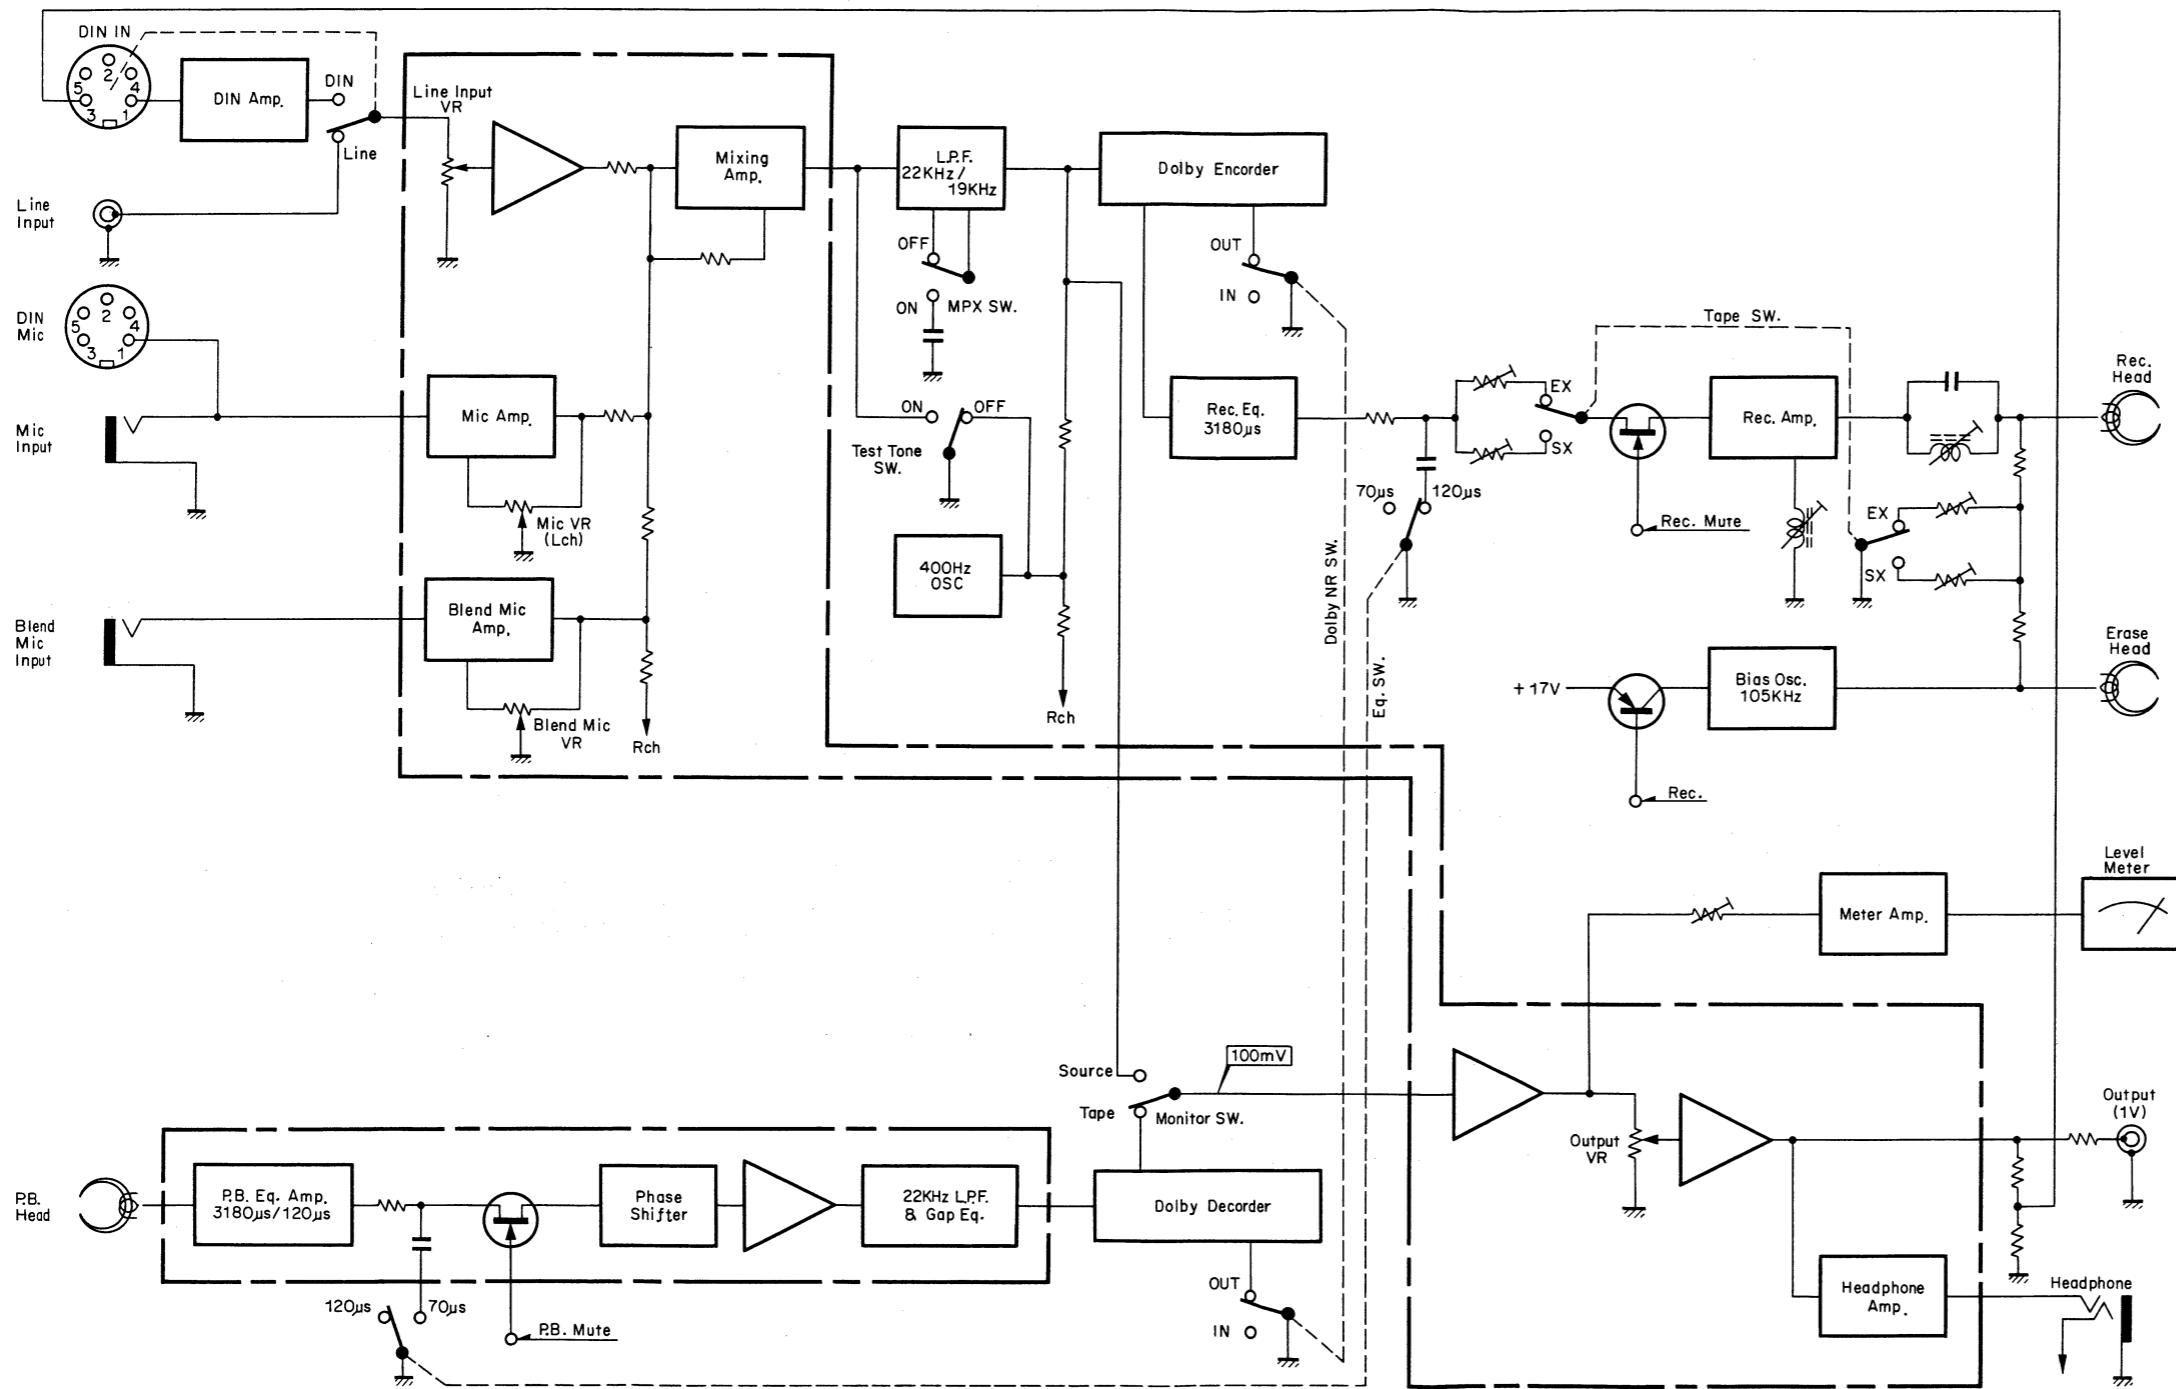 DIN IN
2
5
4
3
1
DIN Amp.
DIN
Line
Line
Input
DIN
Mic
2
5
4
3
1
Mic
Input
Blend
Mic
Input
Line Input
VR
Mixing
Amp.
Mic Amp.
Mic VR
(Lch)
Blend Mic
Amp.
Blend Mic
VR
Rch
L.P.F.
22KHz/
19KHz
OFF
ON
MPX SW.
ON
OFF
Test Tone
SW.
400Hz
OSC
Rch
Dolby Encorder
OUT
IN
Rec. Eq.
3180µs
70µs
120µs
Dolby NR SW.
Eq. SW.
EX
SX
Tape SW.
Rec. Mute
Rec. Amp.
EX
SX
Rec.
Head
+17V
Bias Osc.
105KHz
Rec.
Erase
Head
Level
Meter
Meter Amp.
Source
100mV
Tape
Monitor SW.
Output
VR
Output
(1V)
P.B.
Head
P.B. Eq. Amp.
3180µs/120µs
Phase
Shifter
22KHz L.P.F.
& Gap Eq.
Dolby Decorder
120µs
70µs
P.B. Mute
OUT
IN
Headphone
Amp.
Headphone